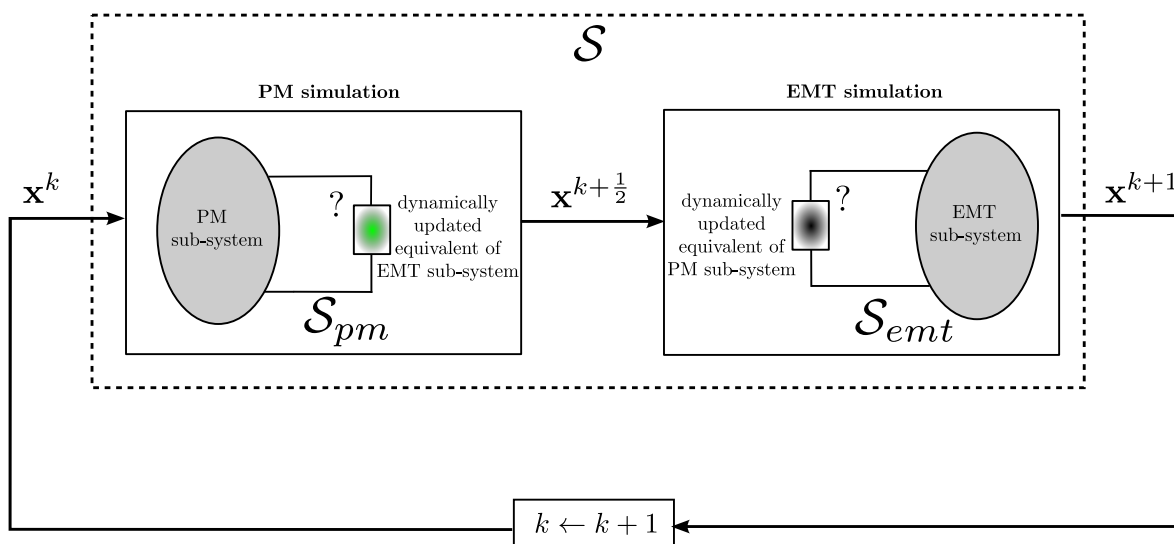 𝒮
PM simulation
EMT simulation
x^k
PM
sub-system
?
dynamically
updated
equivalent of
EMT sub-system
𝒮_pm
x^{k+1/2}
dynamically
updated
equivalent of
PM sub-system
?
EMT
sub-system
𝒮_emt
x^{k+1}
k ← k + 1